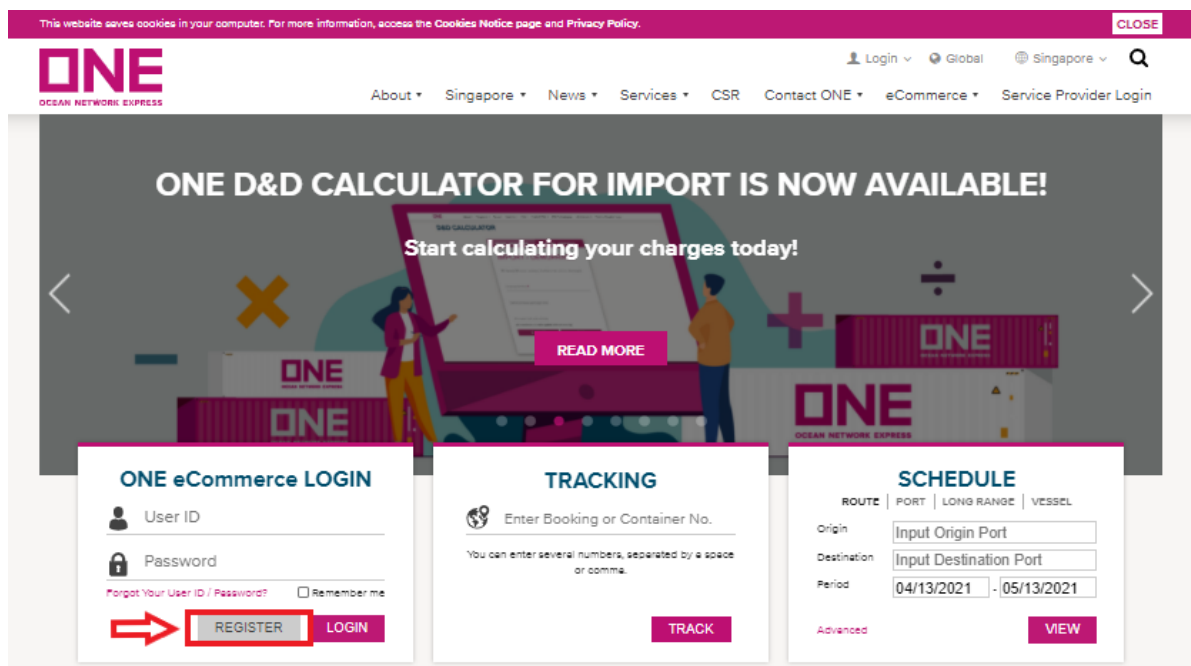 This website saves cookies in your computer. For more information, access the Cookies Notice page and Privacy Policy.
CLOSE
ONE
OCEAN NETWORK EXPRESS
Login
Global
Singapore
About
Singapore
News
Services
CSR
Contact ONE
eCommerce
Service Provider Login
ONE D&D CALCULATOR FOR IMPORT IS NOW AVAILABLE!
D&D CALCULATOR
Start calculating your charges today!
READ MORE
ONE
ONE
ONE
ONE
OCEAN NETWORK EXPRESS
ONE eCommerce LOGIN
User ID
Password
Forgot Your User ID / Password?
Remember me
REGISTER
LOGIN
TRACKING
Enter Booking or Container No.
You can enter several numbers, separated by a space
or comma.
TRACK
SCHEDULE
ROUTE | PORT | LONG RANGE | VESSEL
Origin
Input Origin Port
Destination
Input Destination Port
Period
04/13/2021 - 05/13/2021
Advanced
VIEW